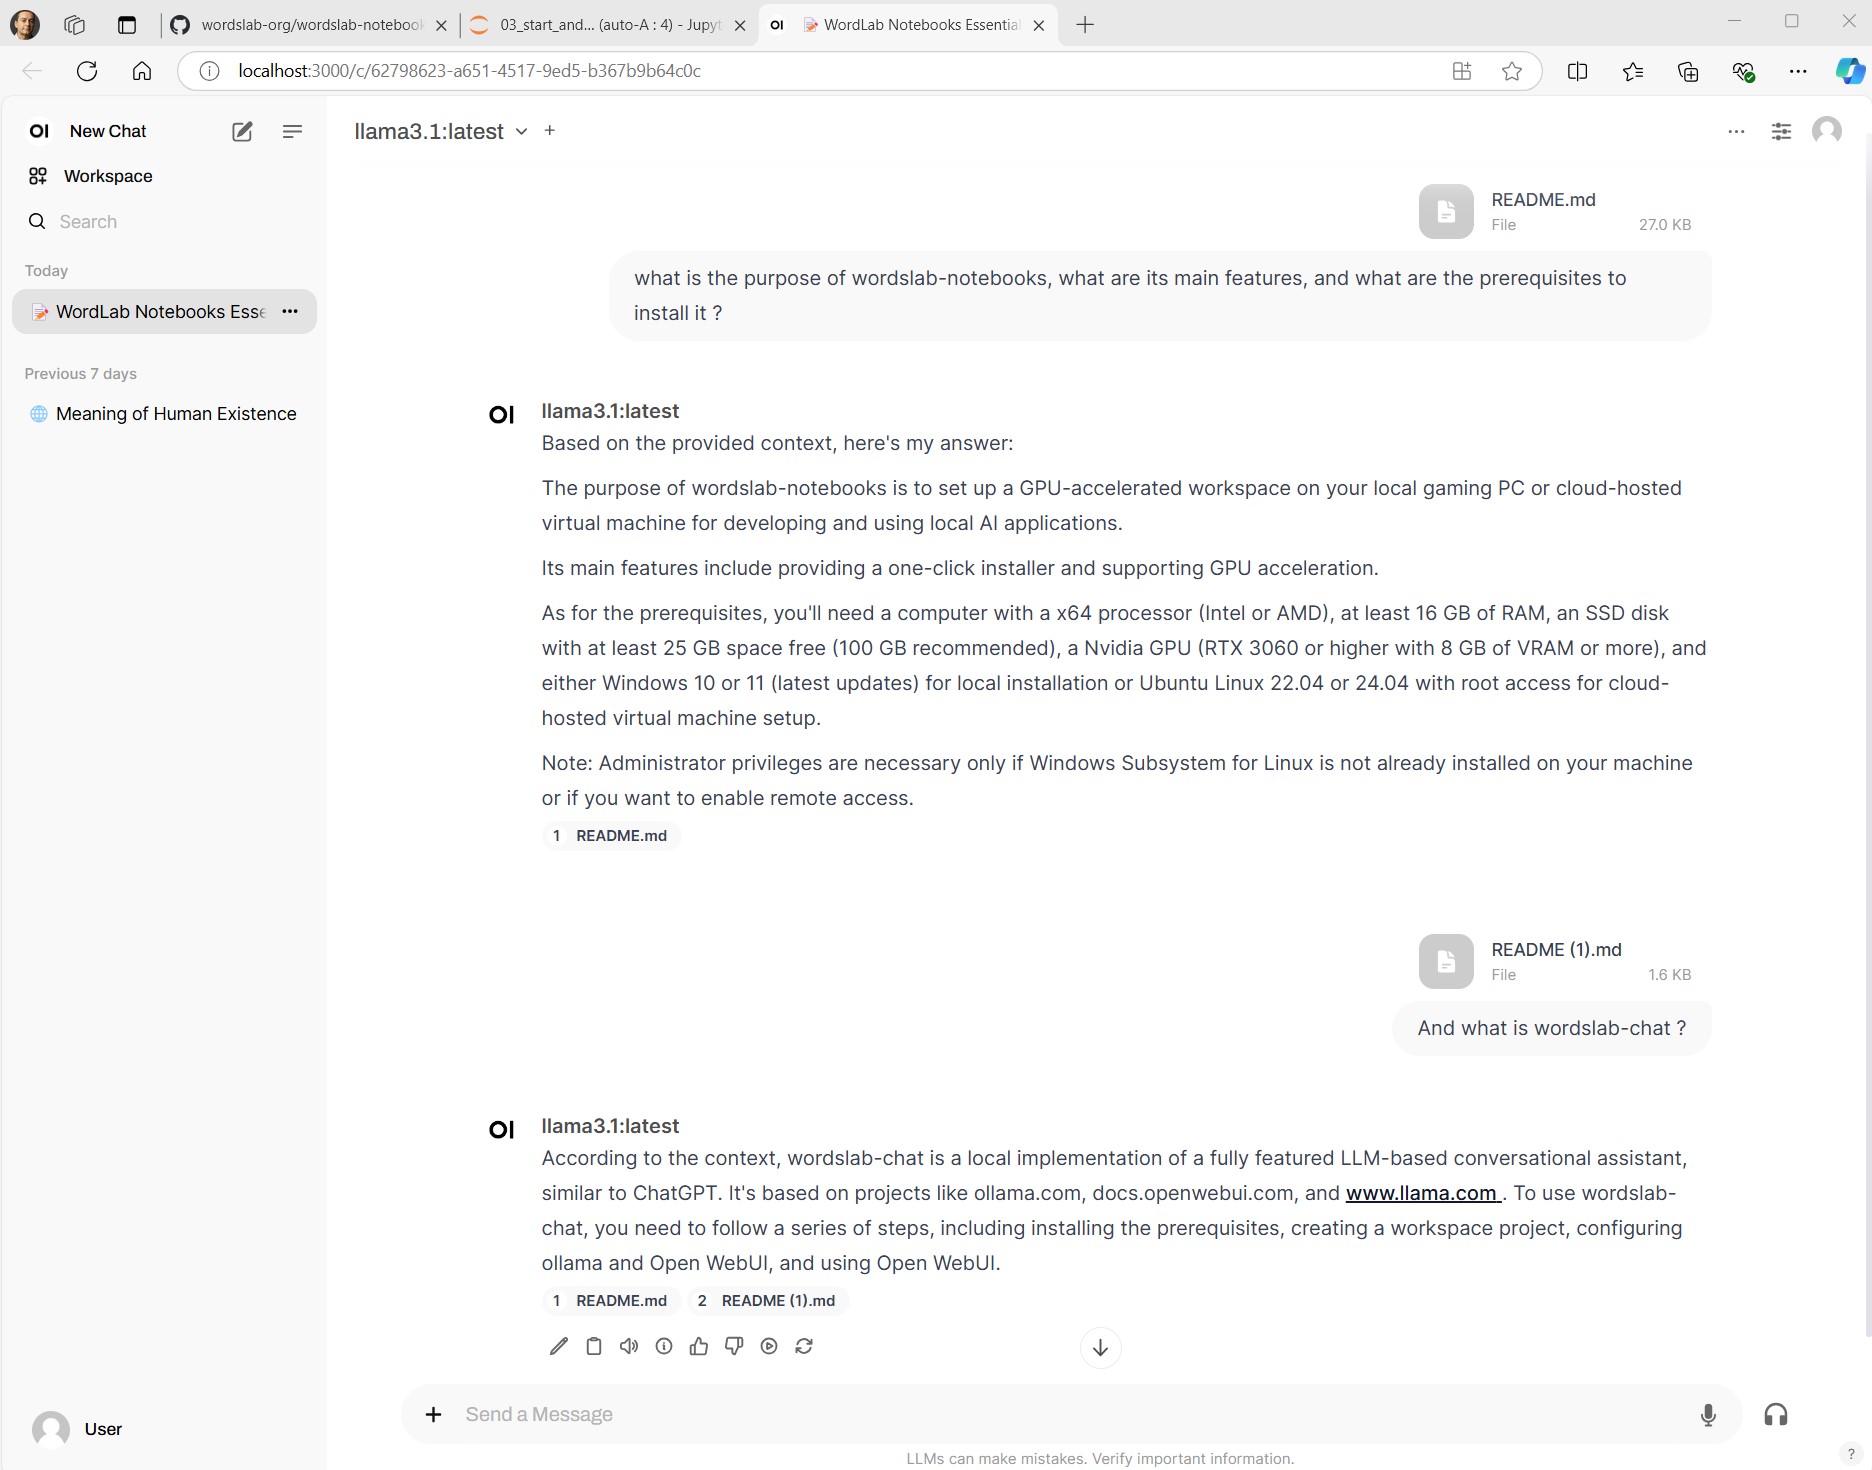 wordslab-org/wordslab-notebook
03_start_and... (auto-A : 4) - Jupyt
OI
WordLab Notebooks Essential
localhost:3000/c/62798623-a651-4517-9ed5-b367b9b64c0c
OI New Chat
Workspace
Search
Today
WordLab Notebooks Esse
Previous 7 days
Meaning of Human Existence
User
llama3.1:latest
README.md
File 27.0 KB
what is the purpose of wordslab-notebooks, what are its main features, and what are the prerequisites to
install it ?
OI llama3.1:latest
Based on the provided context, here's my answer:
The purpose of wordslab-notebooks is to set up a GPU-accelerated workspace on your local gaming PC or cloud-hosted
virtual machine for developing and using local AI applications.
Its main features include providing a one-click installer and supporting GPU acceleration.
As for the prerequisites, you'll need a computer with a x64 processor (Intel or AMD), at least 16 GB of RAM, an SSD disk
with at least 25 GB space free (100 GB recommended), a Nvidia GPU (RTX 3060 or higher with 8 GB of VRAM or more), and
either Windows 10 or 11 (latest updates) for local installation or Ubuntu Linux 22.04 or 24.04 with root access for cloud-
hosted virtual machine setup.
Note: Administrator privileges are necessary only if Windows Subsystem for Linux is not already installed on your machine
or if you want to enable remote access.
1 README.md
README (1).md
File 1.6 KB
And what is wordslab-chat ?
OI llama3.1:latest
According to the context, wordslab-chat is a local implementation of a fully featured LLM-based conversational assistant,
similar to ChatGPT. It's based on projects like ollama.com, docs.openwebui.com, and www.llama.com . To use wordslab-
chat, you need to follow a series of steps, including installing the prerequisites, creating a workspace project, configuring
ollama and Open WebUI, and using Open WebUI.
1 README.md 2 README (1).md
Send a Message
LLMs can make mistakes. Verify important information.
?